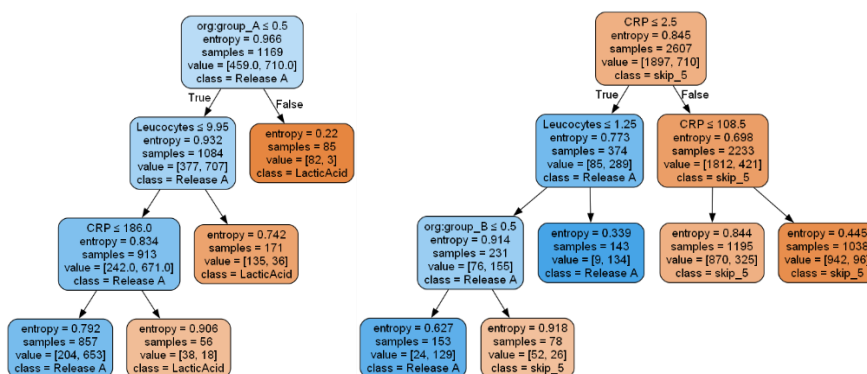 org:group_A ≤ 0.5
entropy = 0.966
samples = 1169
value = [459.0, 710.0]
class = Release A
True
False
Leucocytes ≤ 9.95
entropy = 0.932
samples = 1084
value = [377, 707]
class = Release A
entropy = 0.22
samples = 85
value = [82, 3]
class = LacticAcid
CRP ≤ 186.0
entropy = 0.834
samples = 913
value = [242.0, 671.0]
class = Release A
entropy = 0.742
samples = 171
value = [135, 36]
class = LacticAcid
entropy = 0.792
samples = 857
value = [204, 653]
class = Release A
entropy = 0.906
samples = 56
value = [38, 18]
class = LacticAcid
CRP ≤ 2.5
entropy = 0.845
samples = 2607
value = [1897, 710]
class = skip_5
True
False
Leucocytes ≤ 1.25
entropy = 0.773
samples = 374
value = [85, 289]
class = Release A
CRP ≤ 108.5
entropy = 0.698
samples = 2233
value = [1812, 421]
class = skip_5
org:group_B ≤ 0.5
entropy = 0.914
samples = 231
value = [76, 155]
class = Release A
entropy = 0.339
samples = 143
value = [9, 134]
class = Release A
entropy = 0.844
samples = 1195
value = [870, 325]
class = skip_5
entropy = 0.445
samples = 1038
value = [942, 96]
class = skip_5
entropy = 0.627
samples = 153
value = [24, 129]
class = Release A
entropy = 0.918
samples = 78
value = [52, 26]
class = skip_5